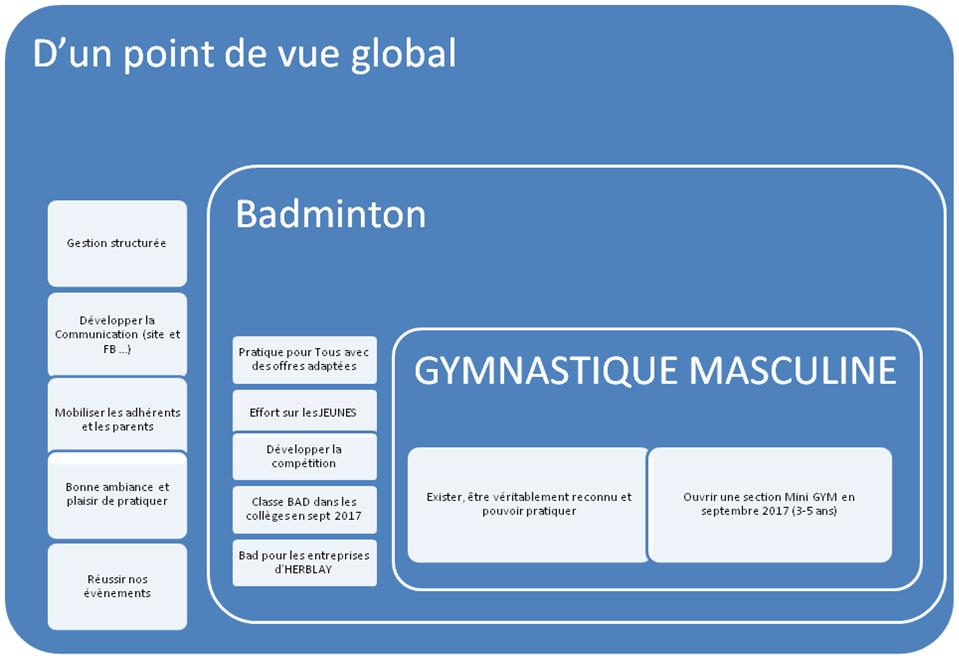 D'un point de vue global
Gestion structurée
Développer la
Communication (site et
FB ...)
Mobiliser les adhérents
et les parents
Bonne ambiance et
plaisir de pratiquer
Réussir nos
évènements
Badminton
Pratique pour Tous avec
des offres adaptées
Effort sur les JEUNES
Développer la
compétition
Classe BAD dans les
collèges en sept 2017
Bad pour les entreprises
d'HERBLAY
GYMNASTIQUE MASCULINE
Exister, être véritablement reconnu et
pouvoir pratiquer
Ouvrir une section Mini GYM en
septembre 2017 (3-5 ans)